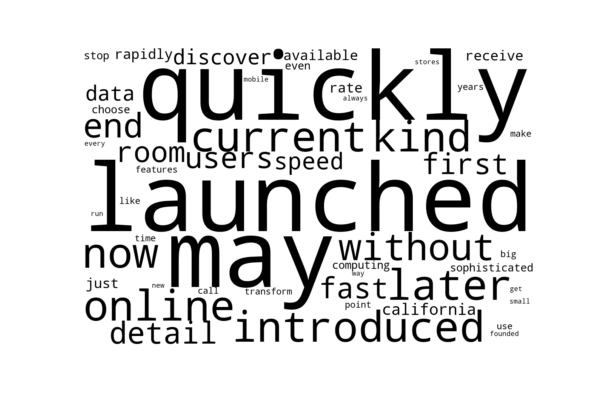 stop rapidly discover available receive
quickly
mobile even stores
data rate always years
choose
end current kind make
every room users speed first
features
launched
like
run
now time may without big
computing sophisticated
way
just new call transform fast later get
online point california small
detail introduced use
founded